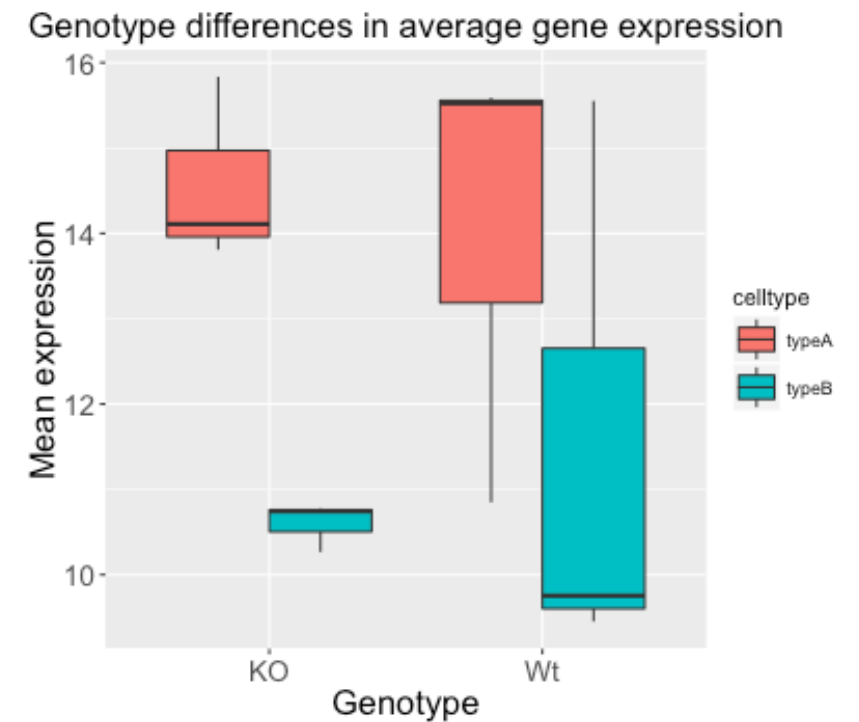 Genotype differences in average gene expression
16
14
12
10
Mean expression
KO
Wt
Genotype
celltype
typeA
typeB